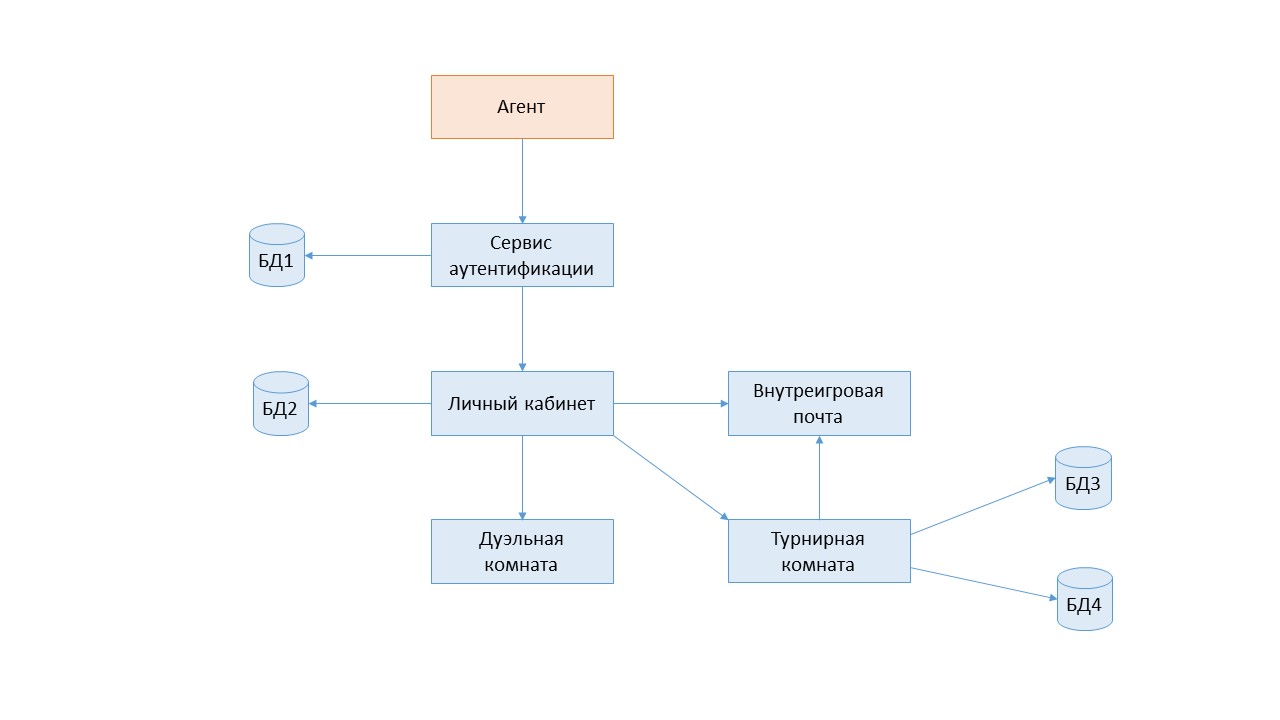 Агент
Сервис
аутентификации
БД1
Личный кабинет
БД2
Внутреигровая
почта
Дуэльная
комната
Турнирная
комната
БД3
БД4